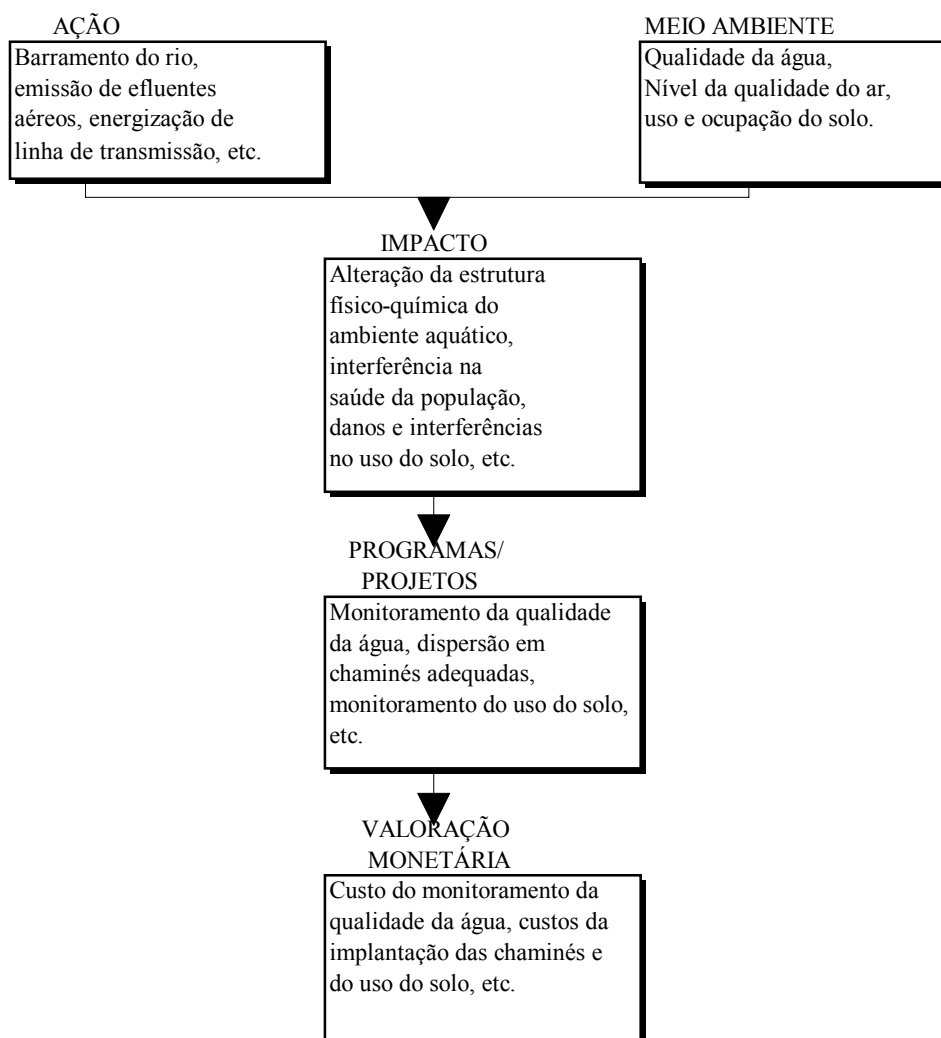 AÇÃO
Barramento do rio,
emissão de efluentes
aéreos, energização de
linha de transmissão, etc.
MEIO AMBIENTE
Qualidade da água,
Nível da qualidade do ar,
uso e ocupação do solo.
IMPACTO
Alteração da estrutura
físico-química do
ambiente aquático,
interferência na
saúde da população,
danos e interferências
no uso do solo, etc.
PROGRAMAS/
PROJETOS
Monitoramento da qualidade
da água, dispersão em
chaminés adequadas,
monitoramento do uso do solo,
etc.
VALORAÇÃO
MONETÁRIA
Custo do monitoramento da
qualidade da água, custos da
implantação das chaminés e
do uso do solo, etc.